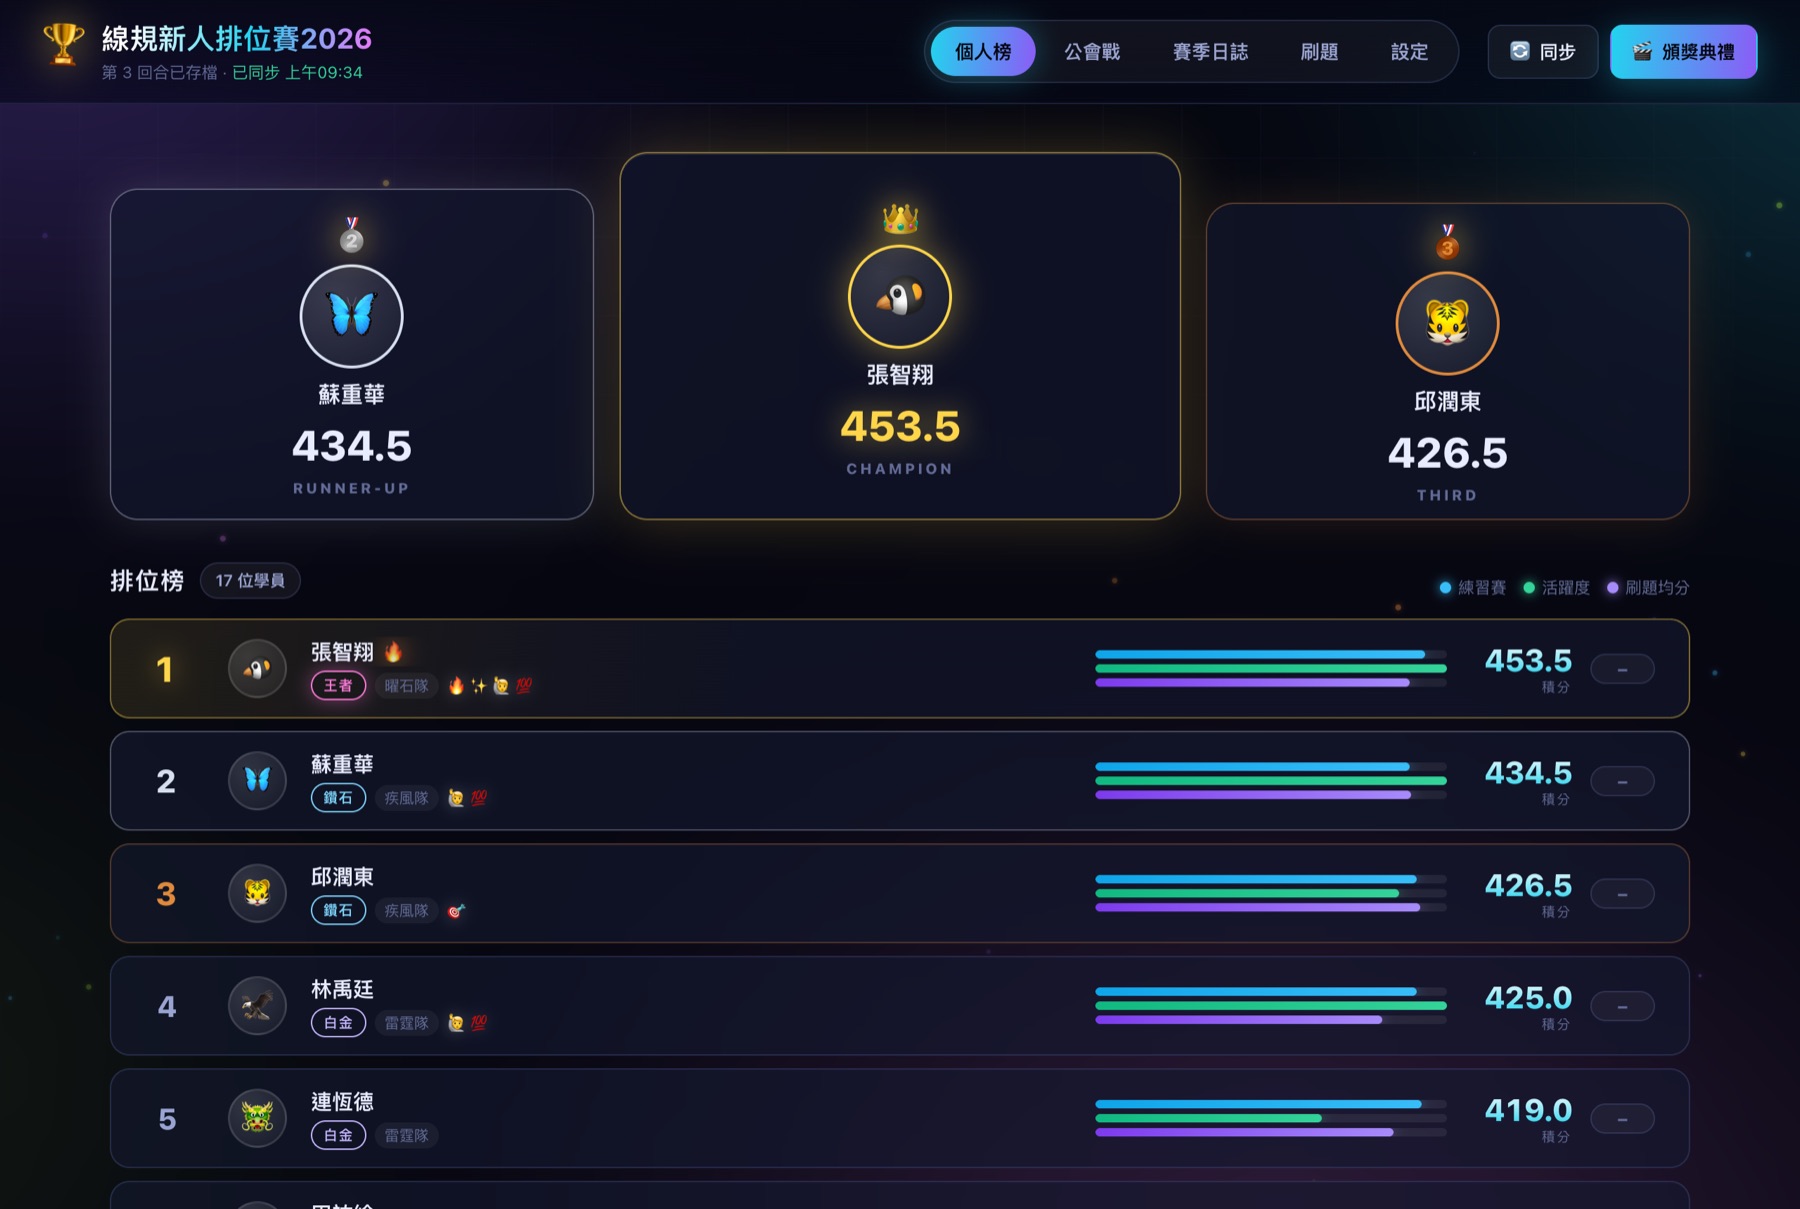 線規新人排位賽2026
第 3 回合已存檔 · 已同步 上午09:34
個人榜
公會戰
賽季日誌
刷題
設定
同步
頒獎典禮
2
蘇重華
434.5
RUNNER-UP
張智翔
453.5
CHAMPION
3
邱潤東
426.5
THIRD
排位榜
17 位學員
練習賽
活躍度
刷題均分
1
張智翔
王者
曜石隊
100
453.5
積分
–
2
蘇重華
鑽石
疾風隊
100
434.5
積分
–
3
邱潤東
鑽石
疾風隊
426.5
積分
–
4
林禹廷
白金
雷霆隊
100
425.0
積分
–
5
連恆德
白金
雷霆隊
419.0
積分
–